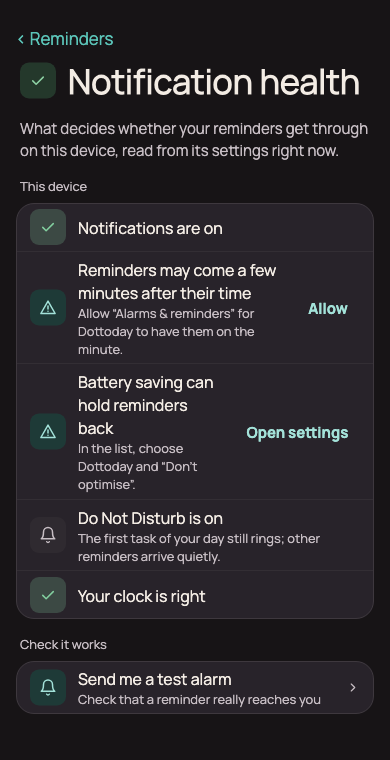 Reminders
Notification health
What decides whether your reminders get through
on this device, read from its settings right now.
This device
Notifications are on
Reminders may come a few
minutes after their time
Allow “Alarms & reminders” for
Dottoday to have them on the
minute.
Allow
Battery saving can
hold reminders
back
In the list, choose
Dottoday and “Don’t
optimise”.
Open settings
Do Not Disturb is on
The first task of your day still rings; other
reminders arrive quietly.
Your clock is right
Check it works
Send me a test alarm
Check that a reminder really reaches you